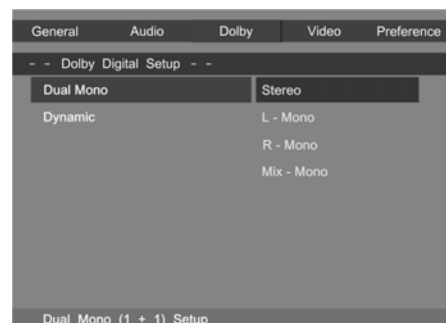 General Audio Dolby Video Preference
- - Dolby Digital Setup - -
Dual Mono Stereo
Dynamic L - Mono
R - Mono
Mix - Mono
Dual Mono (1 + 1) Setup